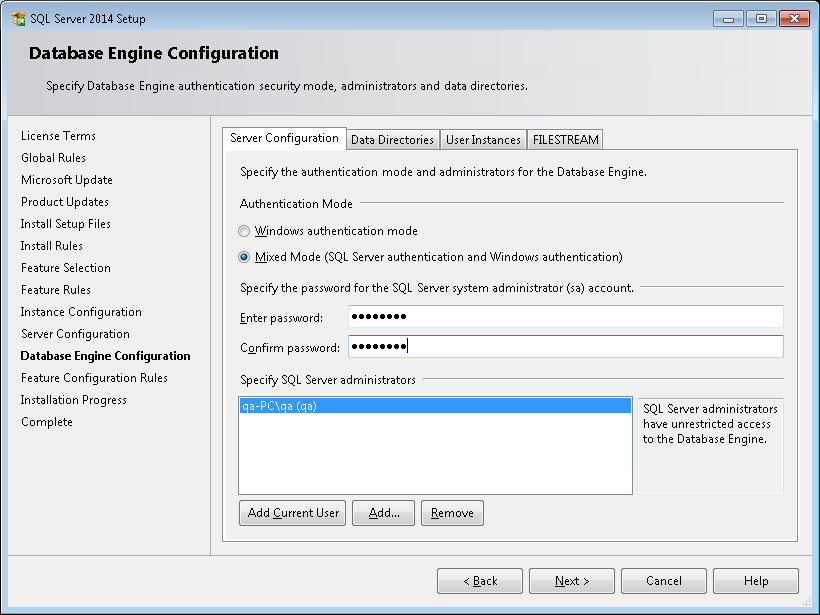 SQL Server 2014 Setup
Database Engine Configuration
Specify Database Engine authentication security mode, administrators and data directories.
License Terms
Global Rules
Microsoft Update
Product Updates
Install Setup Files
Install Rules
Feature Selection
Feature Rules
Instance Configuration
Server Configuration
Database Engine Configuration
Feature Configuration Rules
Installation Progress
Complete
Server Configuration Data Directories User Instances FILESTREAM
Specify the authentication mode and administrators for the Database Engine.
Authentication Mode
Windows authentication mode
Mixed Mode (SQL Server authentication and Windows authentication)
Specify the password for the SQL Server system administrator (sa) account.
Enter password: ●●●●●●●●
Confirm password: ●●●●●●●●
Specify SQL Server administrators
qa-PC\qa (qa)
SQL Server administrators
have unrestricted access
to the Database Engine.
Add Current User Add... Remove
< Back Next > Cancel Help